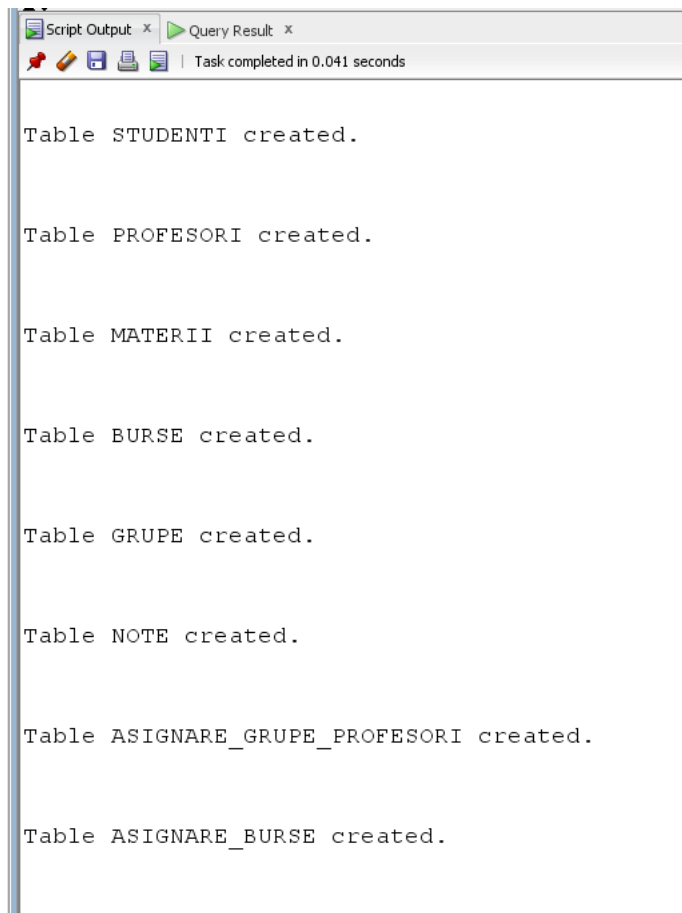 Script Output x Query Result x
Task completed in 0.041 seconds
Table STUDENTI created.
Table PROFESORI created.
Table MATERII created.
Table BURSE created.
Table GRUPE created.
Table NOTE created.
Table ASIGNARE_GRUPE_PROFESORI created.
Table ASIGNARE_BURSE created.